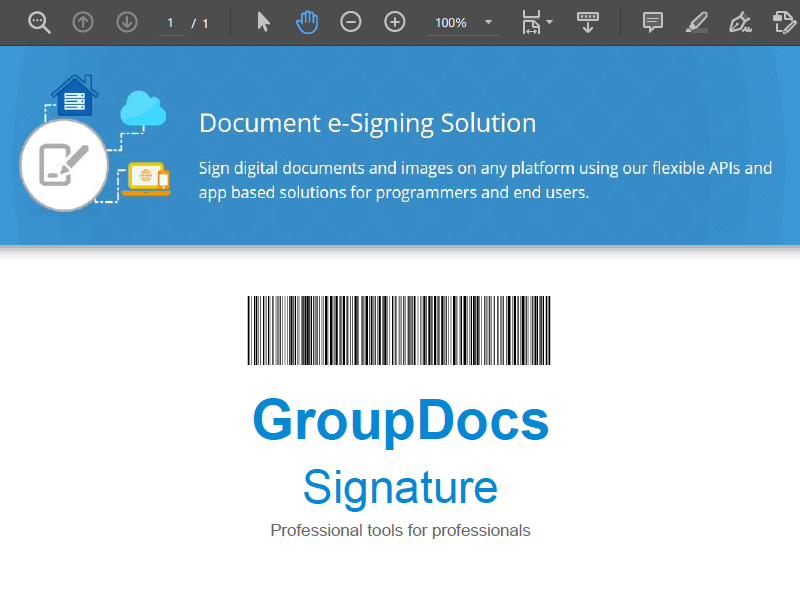 1 / 1
100%
Document e-Signing Solution
Sign digital documents and images on any platform using our flexible APIs and
app based solutions for programmers and end users.
GroupDocs
Signature
Professional tools for professionals